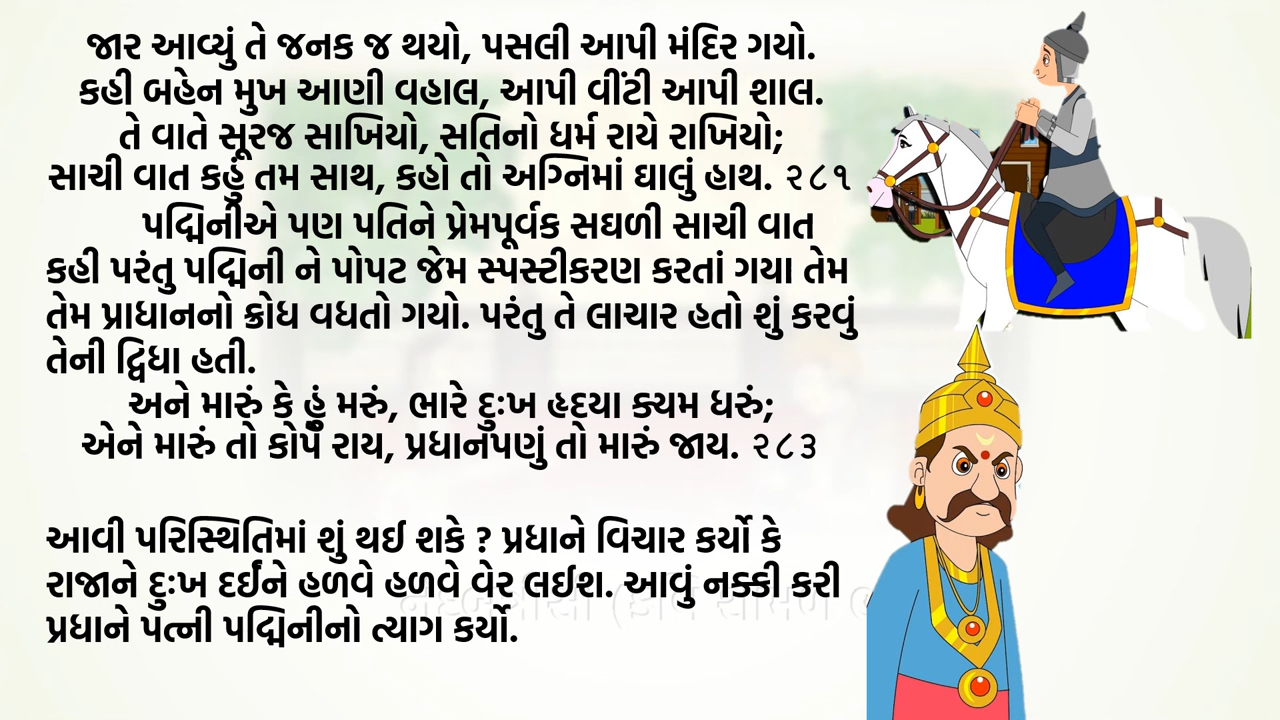 જાર આવ્યું તે જનક જ થયો, પસલી આપી મંદિર ગયો.
કહી બહેન મુખ આણી વહાલ, આપી વીંટી આપી શાલ.
તે વાતે સૂરજ સાખિયો, સતિનો ધર્મ રાયે રાખિયો;
સાચી વાત કહું તમ સાથ, કહો તો અગ્નિમાં ઘાલું હાથ. ૨૮૧
પદ્મિનીએ પણ પતિને પ્રેમપૂર્વક સઘળી સાચી વાત
કહી પરંતુ પદ્મિની ને પોપટ જેમ સ્પસ્ટીકરણ કરતાં ગયા તેમ
તેમ પ્રાધાનનો ક્રોધ વધતો ગયો. પરંતુ તે લાચાર હતો શું કરવું
તેની દ્વિધા હતી.
અને મારું કે હું મરું, ભારે દુઃખ હૃદયા ક્યમ ધરું;
એને મારું તો કોપે રાય, પ્રધાનપણું તો મારું જાય. ૨૮૩
આવી પરિસ્થિતિમાં શું થઈ શકે ? પ્રધાને વિચાર કર્યો કે
રાજાને દુઃખ દઈંને હળવે હળવે વેર લઈશ. આવું નક્કી કરી
પ્રધાને પત્ની પદ્મિનીનો ત્યાગ કર્યો.